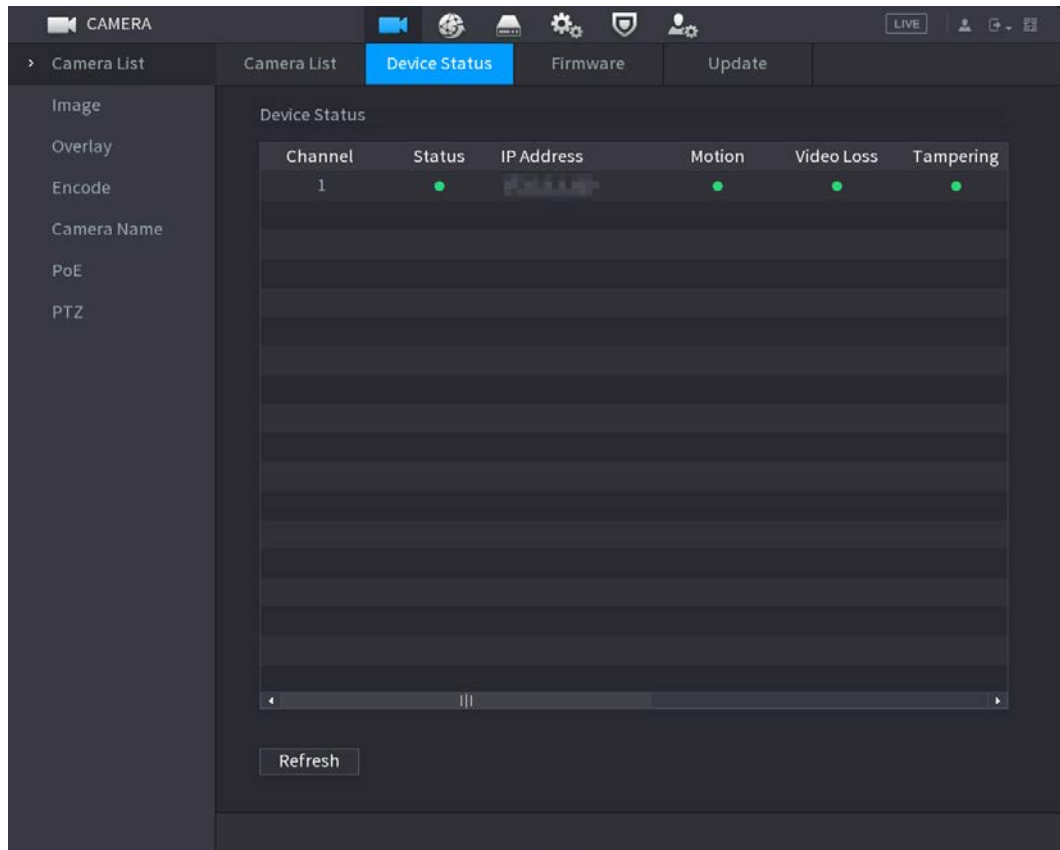 CAMERA
LIVE
Camera List
Camera List Device Status Firmware Update
Image
Device Status
Overlay
Channel Status IP Address Motion Video Loss Tampering
Encode
1
Camera Name
PoE
PTZ
Refresh